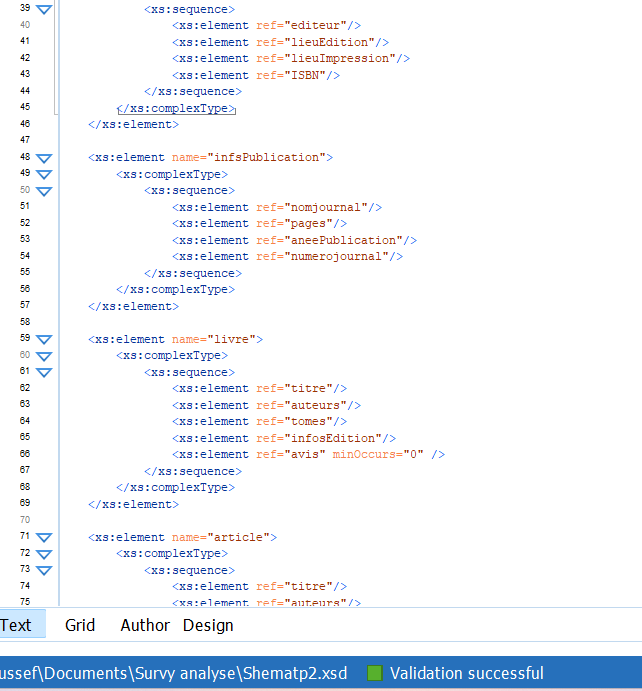 39 <xs:sequence>
40 <xs:element ref="editeur"/>
41 <xs:element ref="lieuEdition"/>
42 <xs:element ref="lieuImpression"/>
43 <xs:element ref="ISBN"/>
44 </xs:sequence>
45 </xs:complexType>
46 </xs:element>
47
48 <xs:element name="infsPublication">
49 <xs:complexType>
50 <xs:sequence>
51 <xs:element ref="nomjournal"/>
52 <xs:element ref="pages"/>
53 <xs:element ref="aneePublication"/>
54 <xs:element ref="numerojournal"/>
55 </xs:sequence>
56 </xs:complexType>
57 </xs:element>
58
59 <xs:element name="livre">
60 <xs:complexType>
61 <xs:sequence>
62 <xs:element ref="titre"/>
63 <xs:element ref="auteurs"/>
64 <xs:element ref="tomes"/>
65 <xs:element ref="infosEdition"/>
66 <xs:element ref="avis" minOccurs="0" />
67 </xs:sequence>
68 </xs:complexType>
69 </xs:element>
70
71 <xs:element name="article">
72 <xs:complexType>
73 <xs:sequence>
74 <xs:element ref="titre"/>
75 <xs:element ref="auteurs"/>
Text Grid Author Design
ussef\Documents\Survy analyse\Shematp2.xsd Validation successful